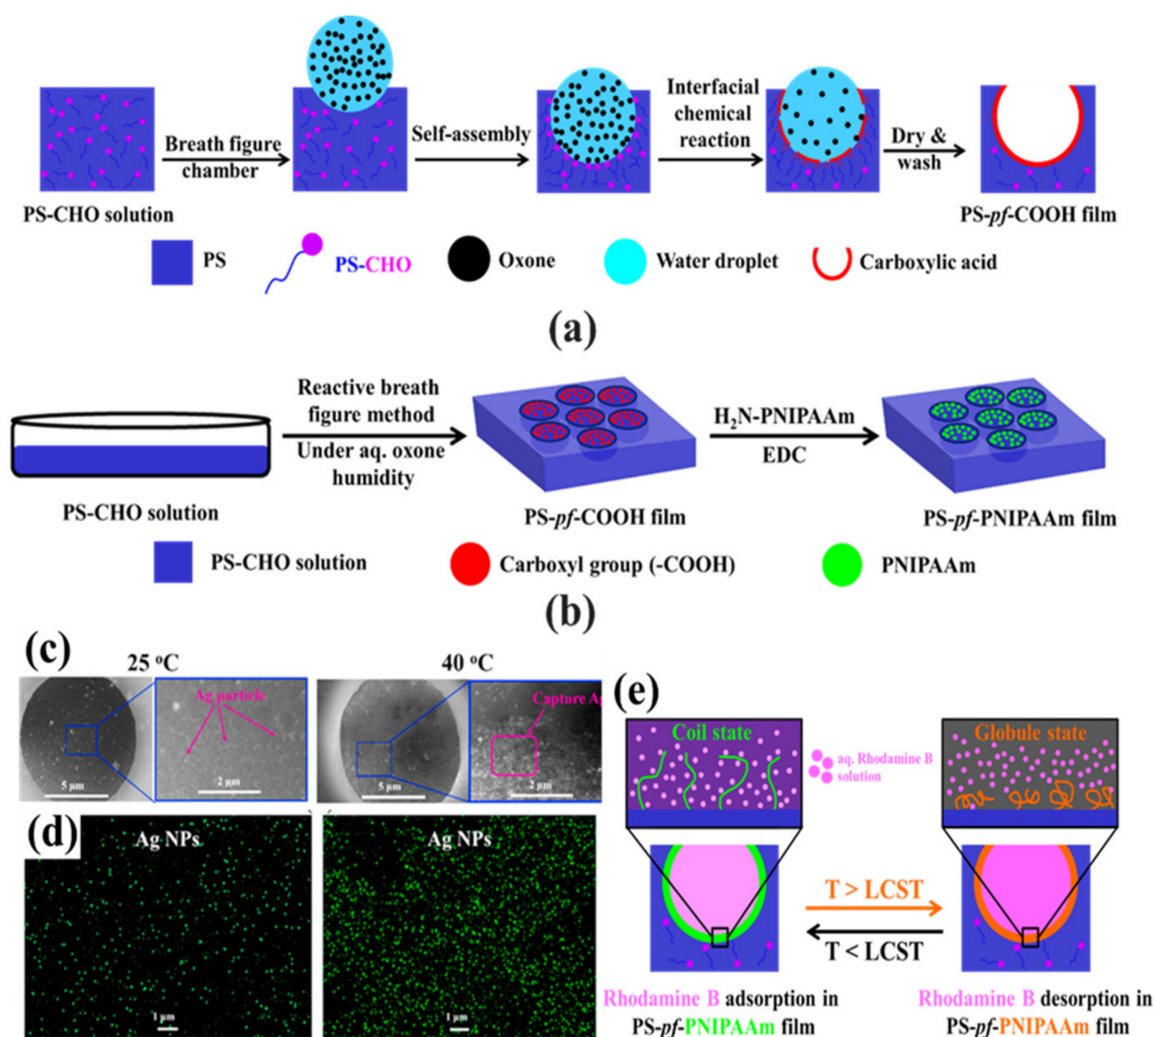 PS-CHO solution
Breath figure
chamber
Self-assembly
Interfacial
chemical
reaction
Dry &
wash
PS-pf-COOH film
PS
PS-CHO
Oxone
Water droplet
Carboxylic acid
(a)
PS-CHO solution
Reactive breath
figure method
Under aq. oxone
humidity
PS-pf-COOH film
H₂N-PNIPAAm
EDC
PS-pf-PNIPAAm film
PS-CHO solution
Carboxyl group (-COOH)
PNIPAAm
(b)
(c)
25 °C
40 °C
Ag particle
5 µm
2 µm
Capture Ag
5 µm
2 µm
(d)
Ag NPs
1 µm
Ag NPs
1 µm
(e)
Coil state
aq. Rhodamine B
solution
Globule state
T > LCST
T < LCST
Rhodamine B adsorption in
PS-pf-PNIPAAm film
Rhodamine B desorption in
PS-pf-PNIPAAm film